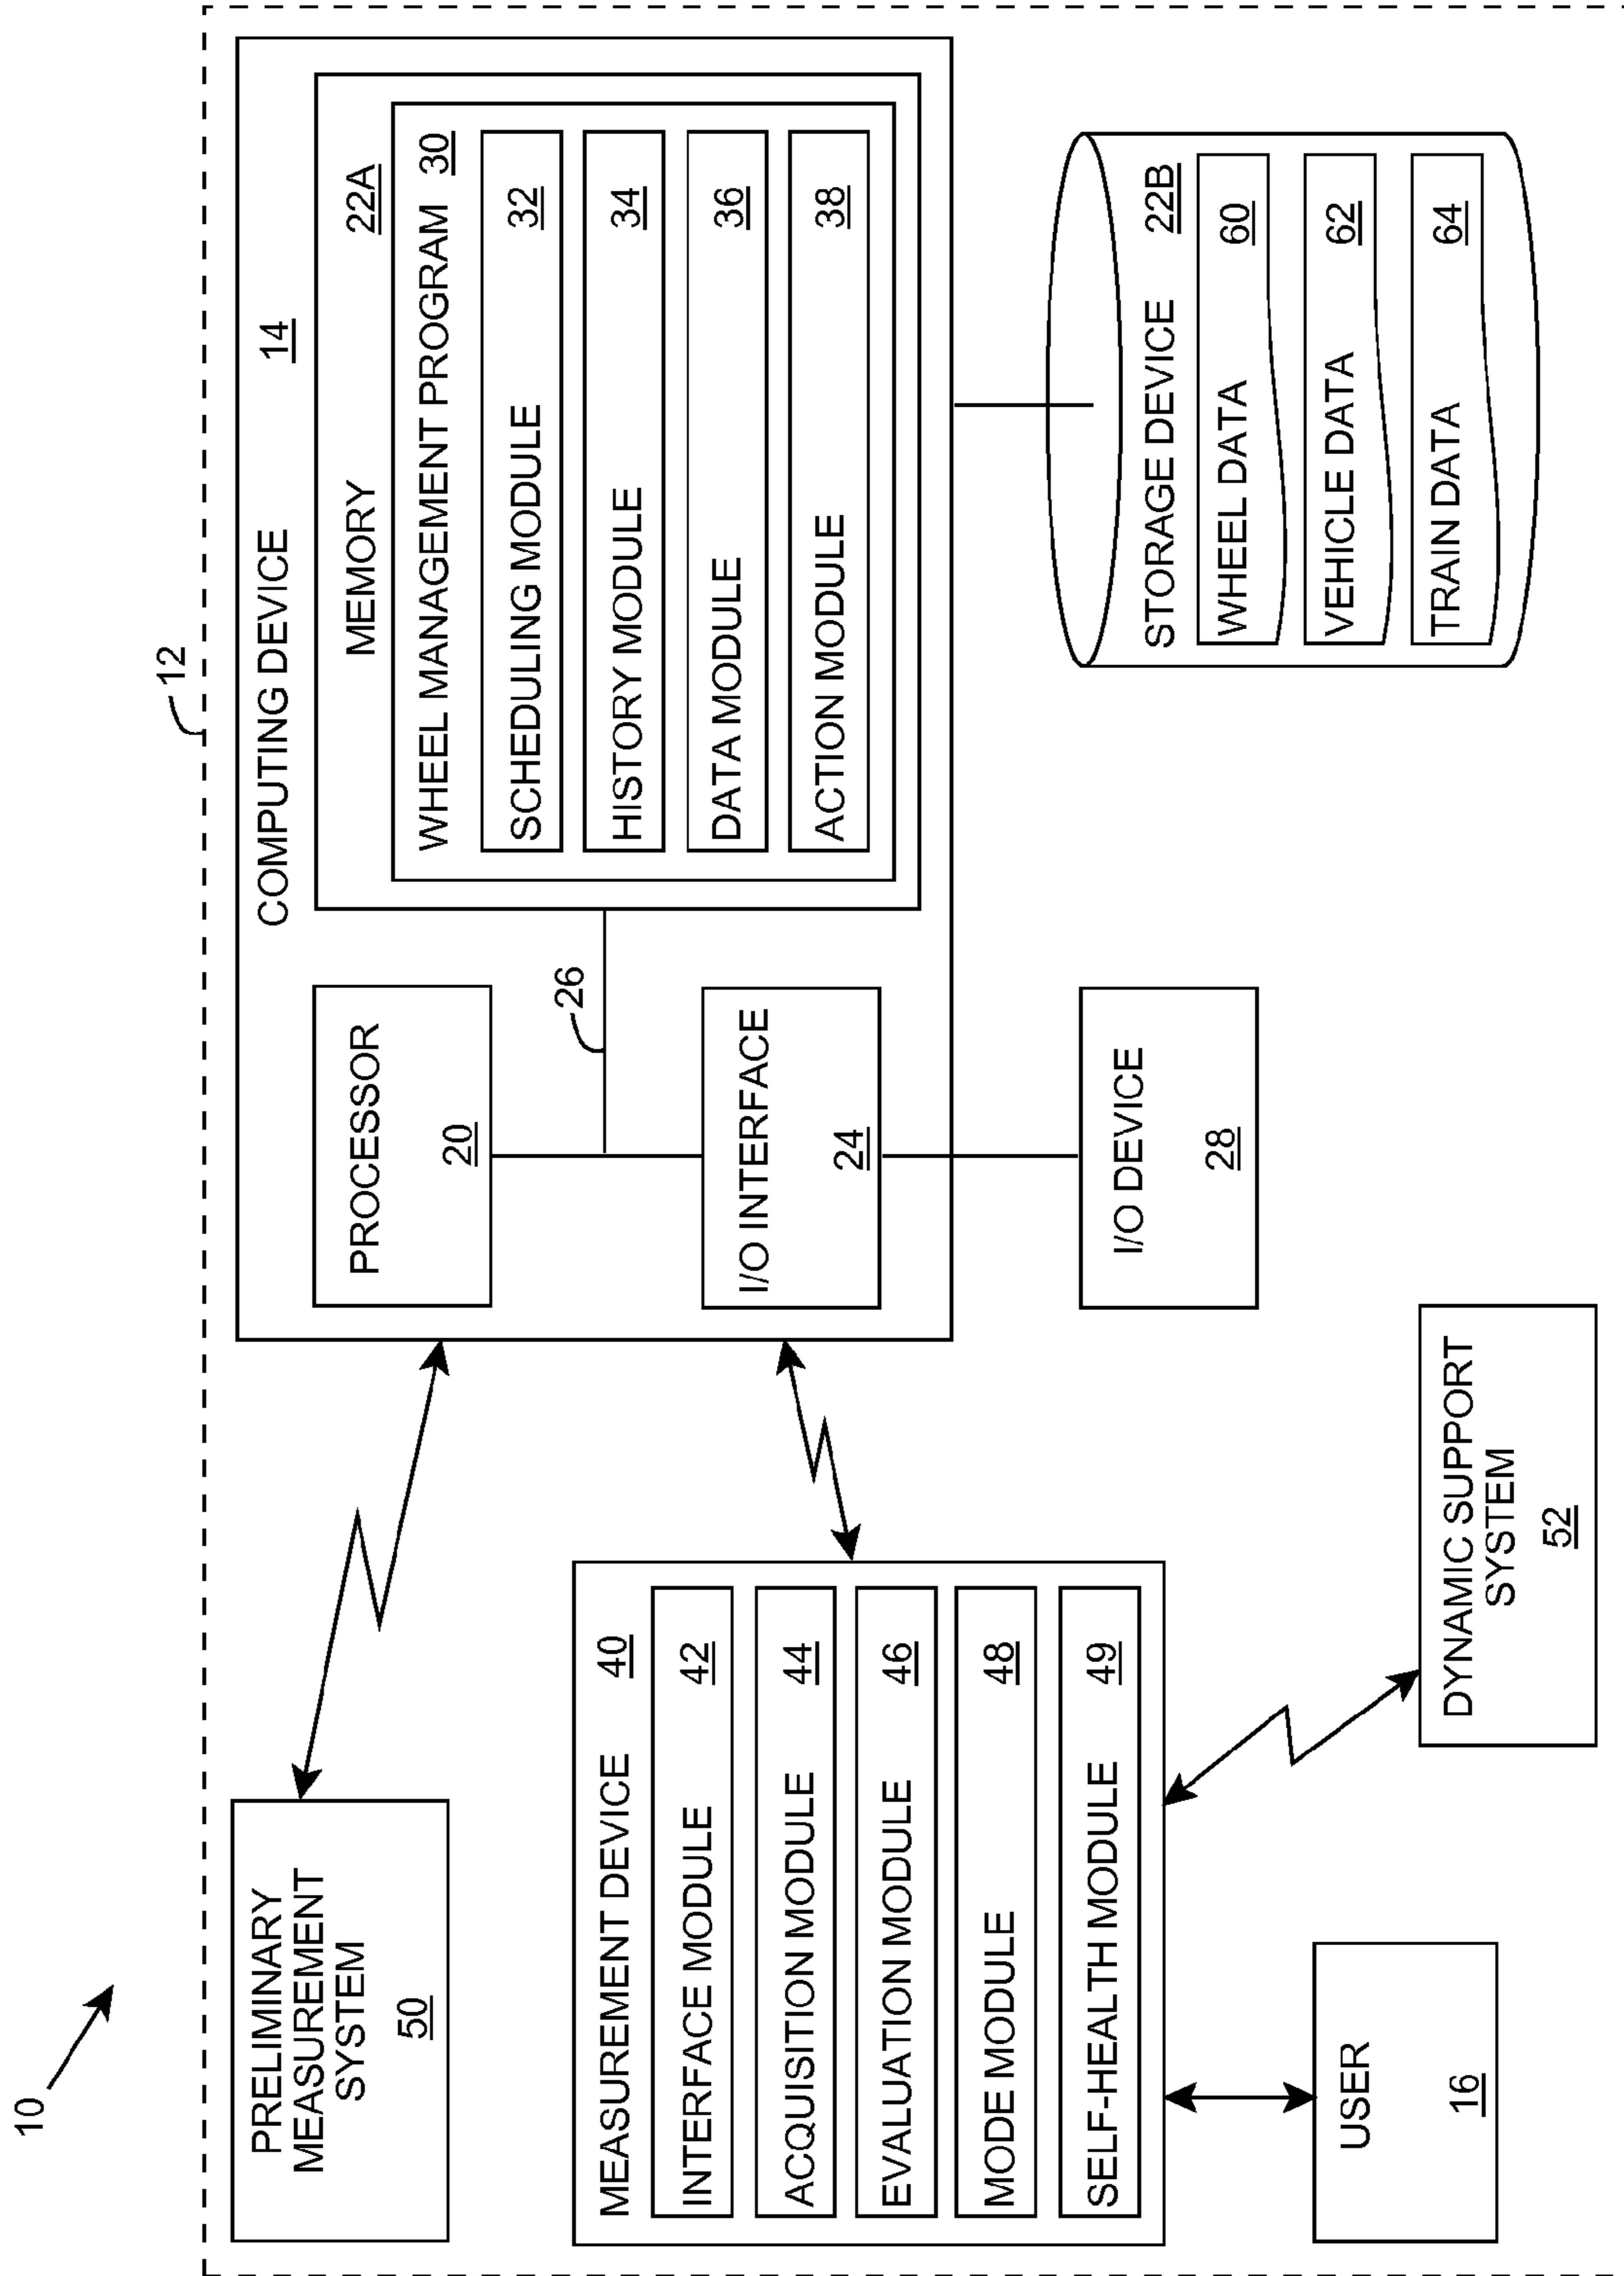 10
12
PRELIMINARY
MEASUREMENT
SYSTEM
50
COMPUTING DEVICE 14
PROCESSOR
20
26
I/O INTERFACE
24
MEMORY 22A
WHEEL MANAGEMENT PROGRAM 30
SCHEDULING MODULE 32
HISTORY MODULE 34
DATA MODULE 36
ACTION MODULE 38
MEASUREMENT DEVICE 40
INTERFACE MODULE 42
ACQUISITION MODULE 44
EVALUATION MODULE 46
MODE MODULE 48
SELF-HEALTH MODULE 49
I/O DEVICE
28
STORAGE DEVICE 22B
WHEEL DATA 60
VEHICLE DATA 62
TRAIN DATA 64
USER
16
DYNAMIC SUPPORT
SYSTEM
52